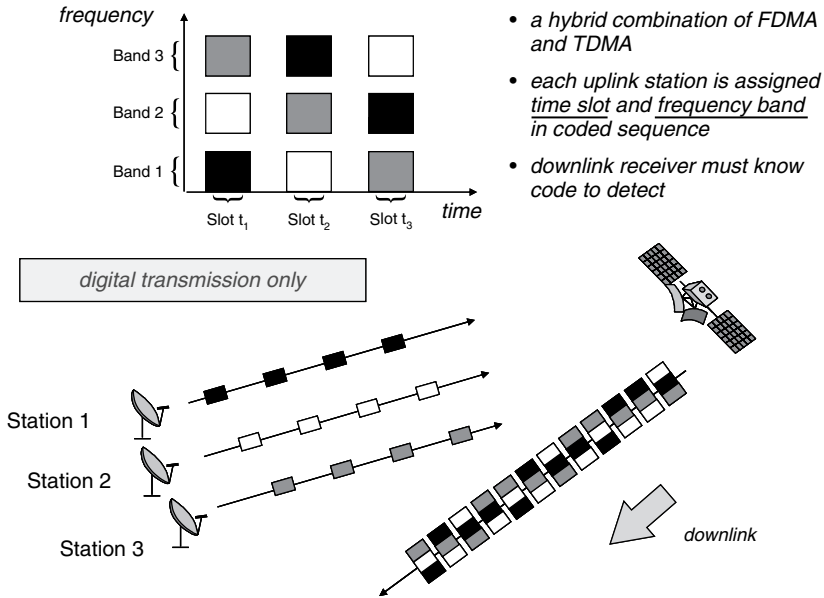 frequency
Band 3 {
Band 2 {
Band 1 {
Slot t₁
Slot t₂
Slot t₃
time
• a hybrid combination of FDMA
and TDMA
• each uplink station is assigned
time slot and frequency band
in coded sequence
• downlink receiver must know
code to detect
digital transmission only
Station 1
Station 2
Station 3
downlink